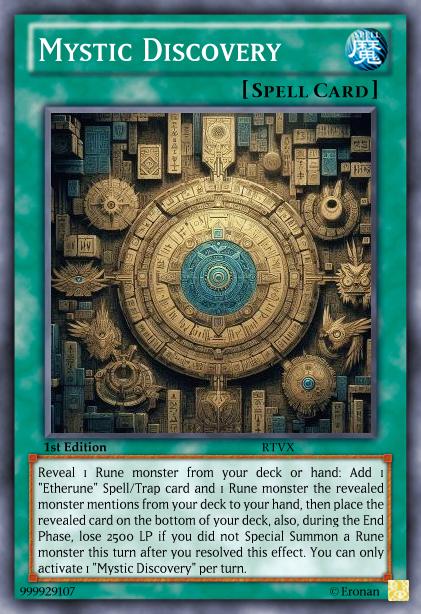 Mystic Discovery
SPELL
魔
[Spell Card]
1st Edition
RTVX
Reveal 1 Rune monster from your deck or hand: Add 1
"Etherune" Spell/Trap card and 1 Rune monster the revealed
monster mentions from your deck to your hand, then place the
revealed card on the bottom of your deck, also, during the End
Phase, lose 2500 LP if you did not Special Summon a Rune
monster this turn after you resolved this effect. You can only
activate 1 "Mystic Discovery" per turn.
999929107
© Eronan